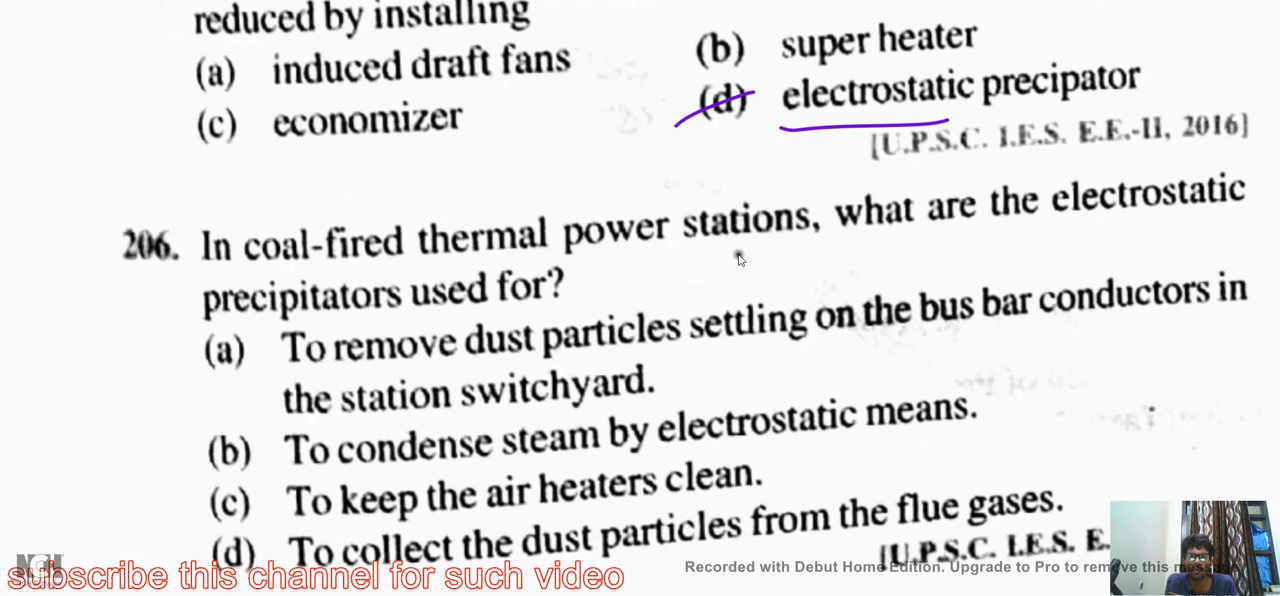 reduced by installing
(a) induced draft fans (b) super heater
(c) economizer (d) electrostatic precipator
[U.P.S.C. I.E.S. E.E.-II, 2016]
206. In coal-fired thermal power stations, what are the electrostatic
precipitators used for?
(a) To remove dust particles settling on the bus bar conductors in
the station switchyard.
(b) To condense steam by electrostatic means.
(c) To keep the air heaters clean.
(d) To collect the dust particles from the flue gases.
[U.P.S.C. I.E.S. E.
subscribe this channel for such video
Recorded with Debut Home Edition. Upgrade to Pro to remove this message